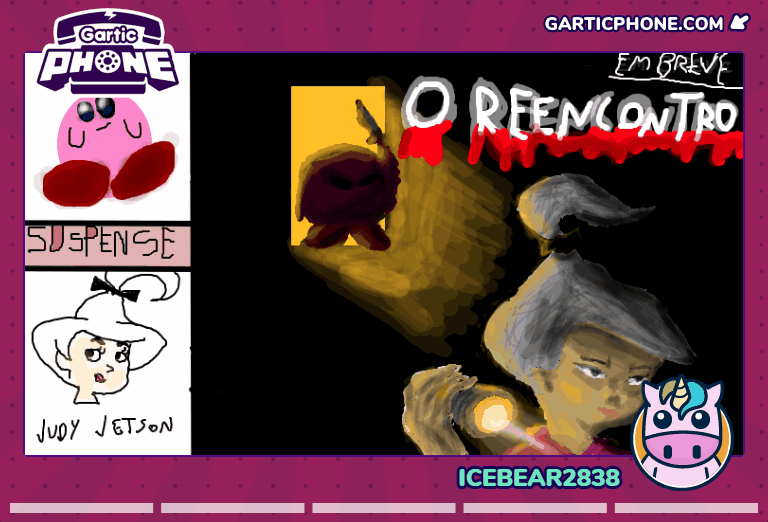 GARTICPHONE.COM
Gartic
PHONE
EM BREVE
O REENCONTRO
SUSPENSE
JUDY JETSON
ICEBEAR2838